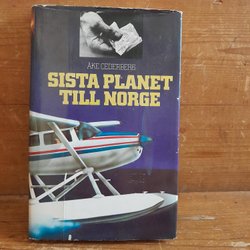 ÅKE CEDERBERG
SISTA PLANET
TILL NORGE